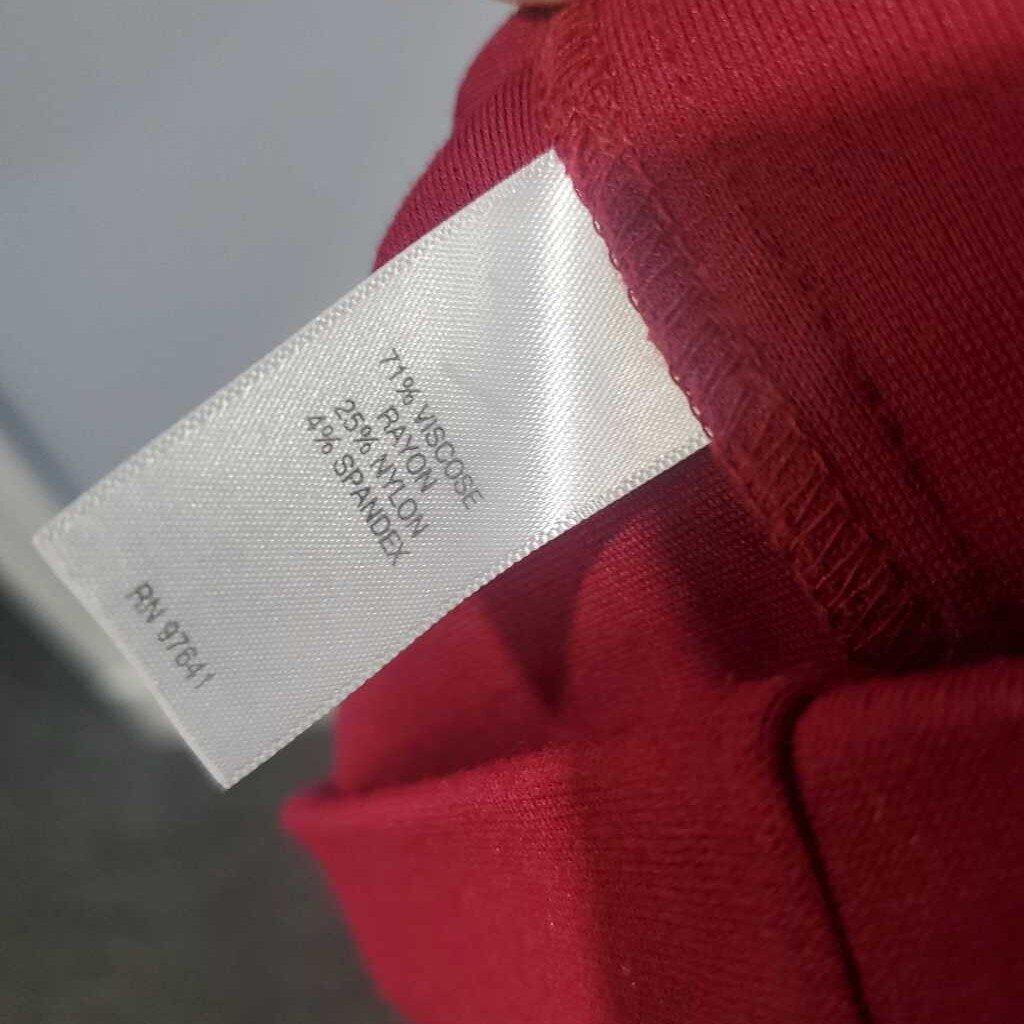 71% VISCOSE
RAYON
25% NYLON
4% SPANDEX
RN 97641